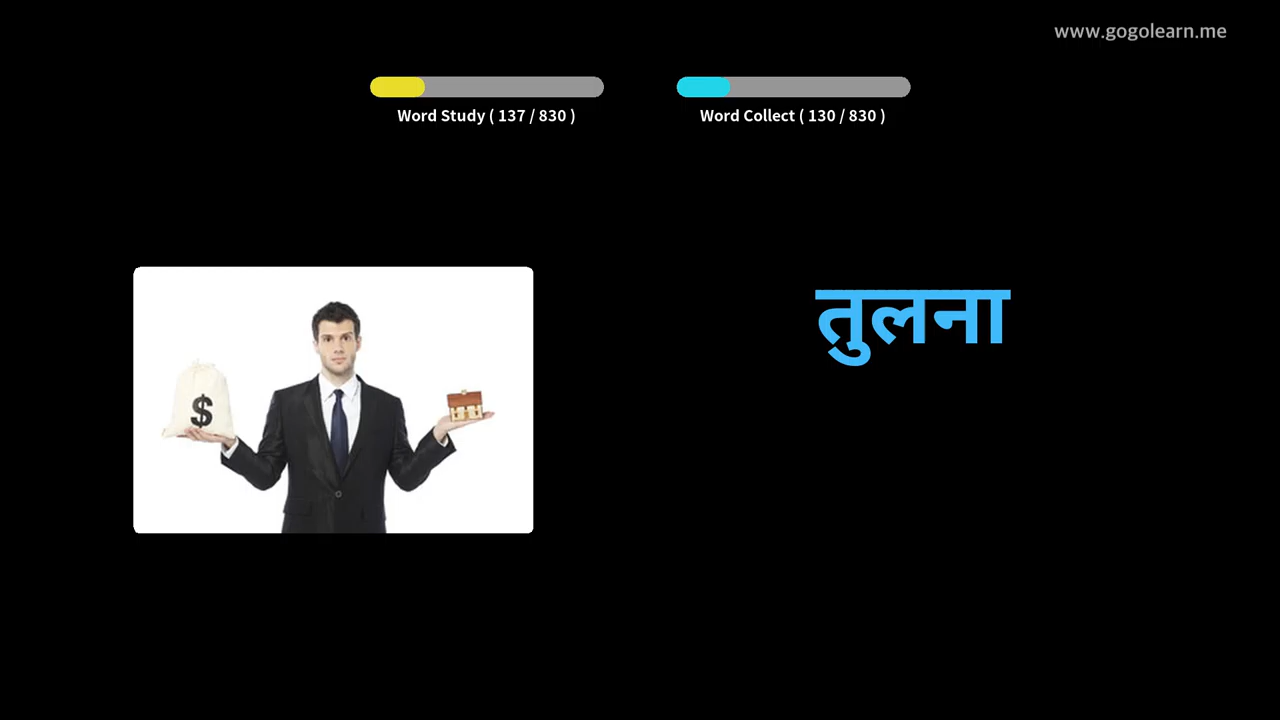 www.gogolearn.me
Word Study ( 137 / 830 )
Word Collect ( 130 / 830 )
$
तुलना